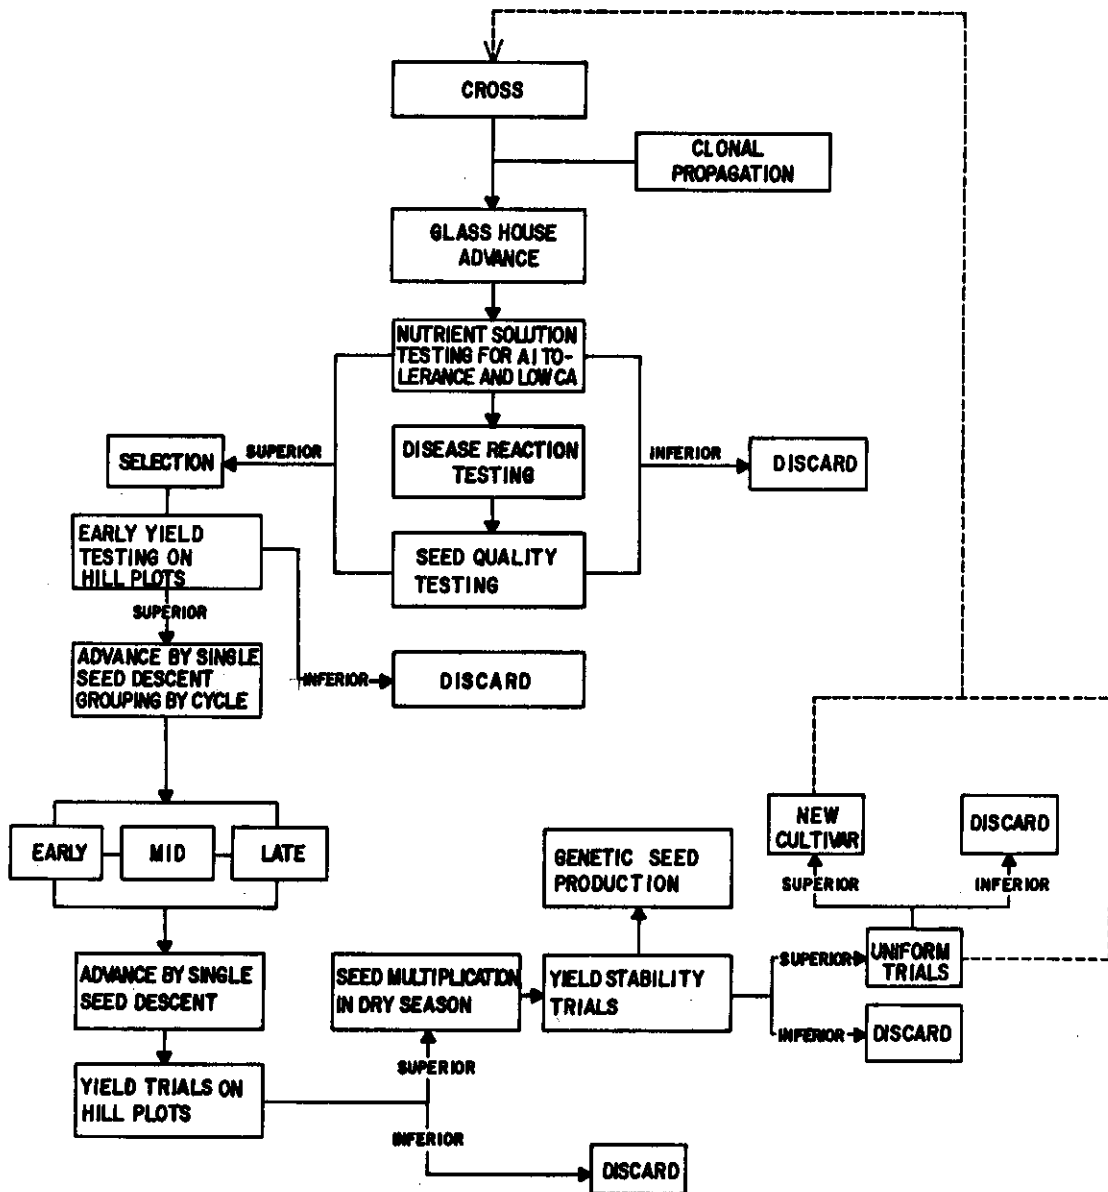 CROSS
CLONAL
PROPAGATION
GLASS HOUSE
ADVANCE
NUTRIENT SOLUTION
TESTING FOR Al TO-
LERANCE AND LOW CA
DISEASE REACTION
TESTING
SEED QUALITY
TESTING
SUPERIOR
SELECTION
INFERIOR
DISCARD
EARLY YIELD
TESTING ON
HILL PLOTS
SUPERIOR
INFERIOR
DISCARD
ADVANCE BY SINGLE
SEED DESCENT
GROUPING BY CYCLE
EARLY
MID
LATE
ADVANCE BY SINGLE
SEED DESCENT
YIELD TRIALS ON
HILL PLOTS
SUPERIOR
INFERIOR
DISCARD
SEED MULTIPLICATION
IN DRY SEASON
YIELD STABILITY
TRIALS
GENETIC SEED
PRODUCTION
SUPERIOR
INFERIOR
DISCARD
UNIFORM
TRIALS
SUPERIOR
INFERIOR
NEW
CULTIVAR
DISCARD